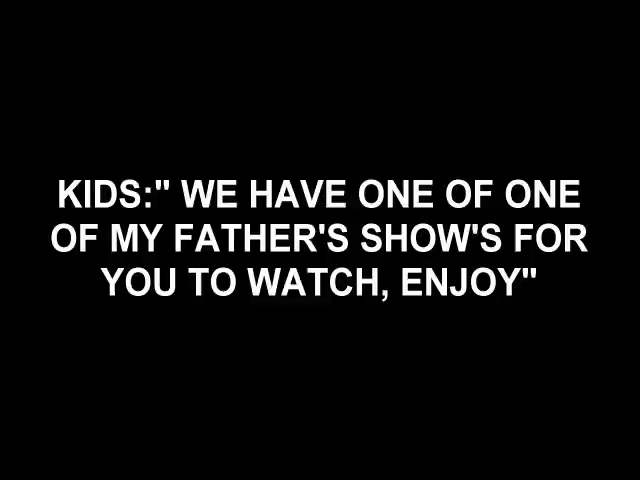 KIDS:" WE HAVE ONE OF ONE
OF MY FATHER'S SHOW'S FOR
YOU TO WATCH, ENJOY"